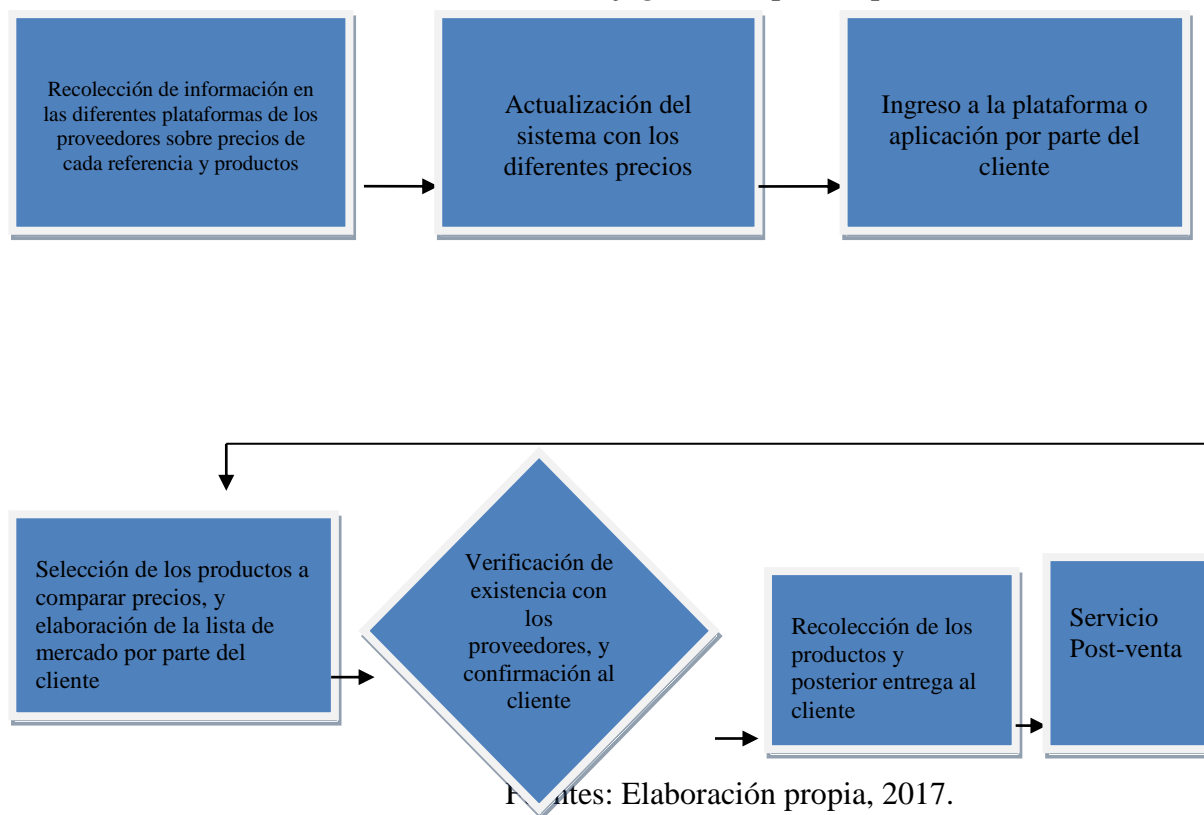 Recolección de información en
las diferentes plataformas de los
proveedores sobre precios de
cada referencia y productos
Actualización del
sistema con los
diferentes precios
Ingreso a la plataforma o
aplicación por parte del
cliente
Selección de los productos a
comparar precios, y
elaboración de la lista de
mercado por parte del
cliente
Verificación de
existencia con
los
proveedores, y
confirmación al
cliente
Recolección de los
productos y
posterior entrega al
cliente
Servicio
Post-venta
Elaboración propia, 2017.